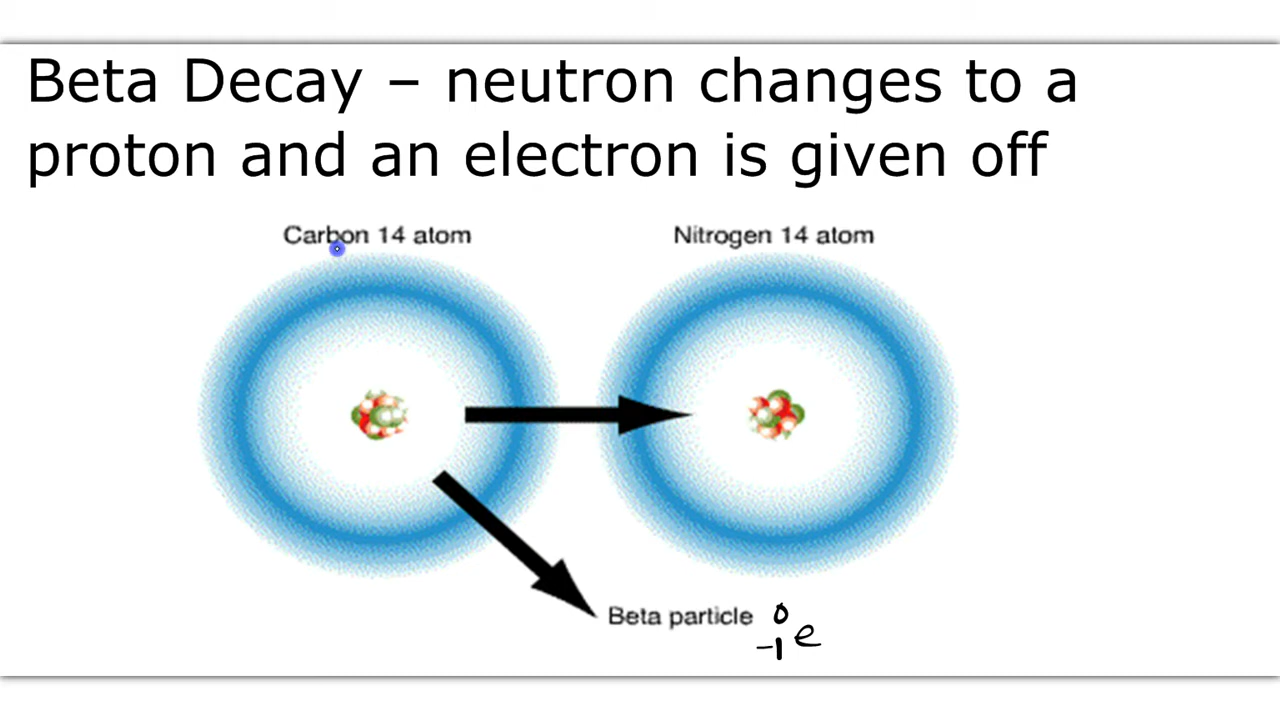 Beta Decay – neutron changes to a
proton and an electron is given off
Carbon 14 atom
Nitrogen 14 atom
Beta particle 0
-1 e